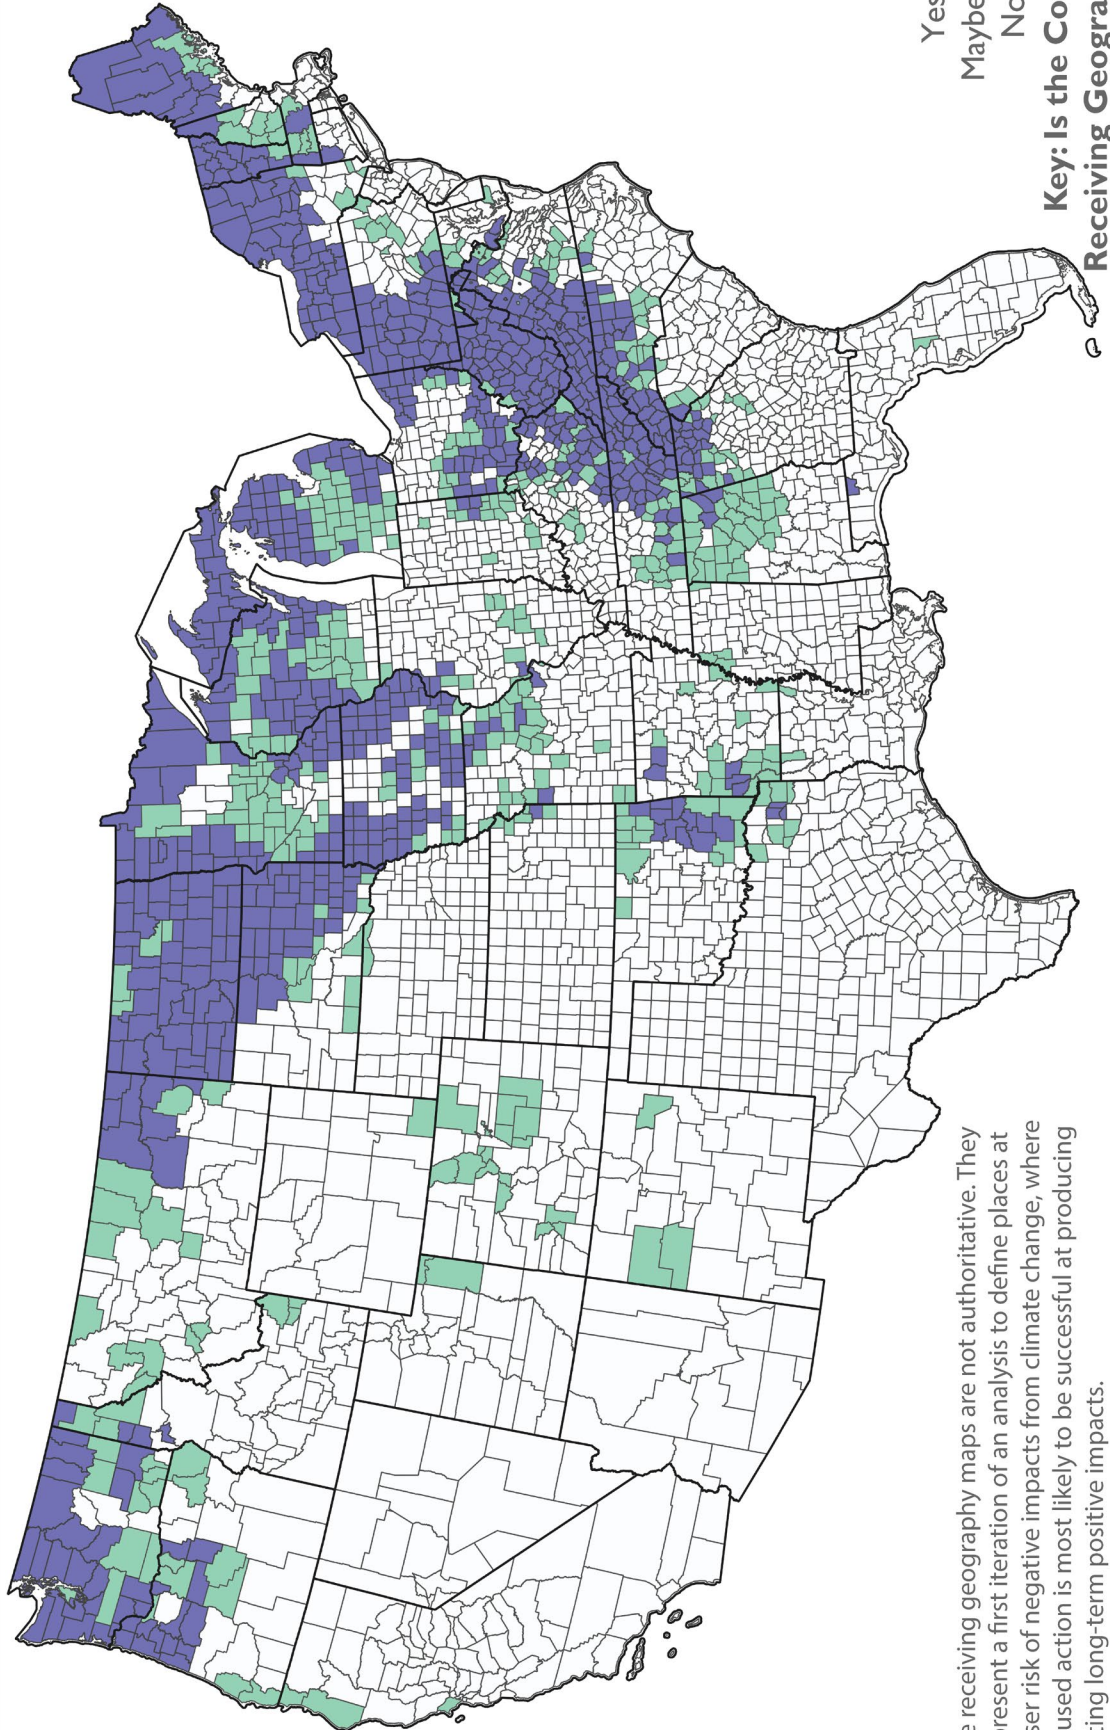 Yes
Maybe
No
Key: Is the Co
Receiving Geogra
e receiving geography maps are not authoritative. They
present a first iteration of an analysis to define places at
ser risk of negative impacts from climate change, where
used action is most likely to be successful at producing
ting long-term positive impacts.